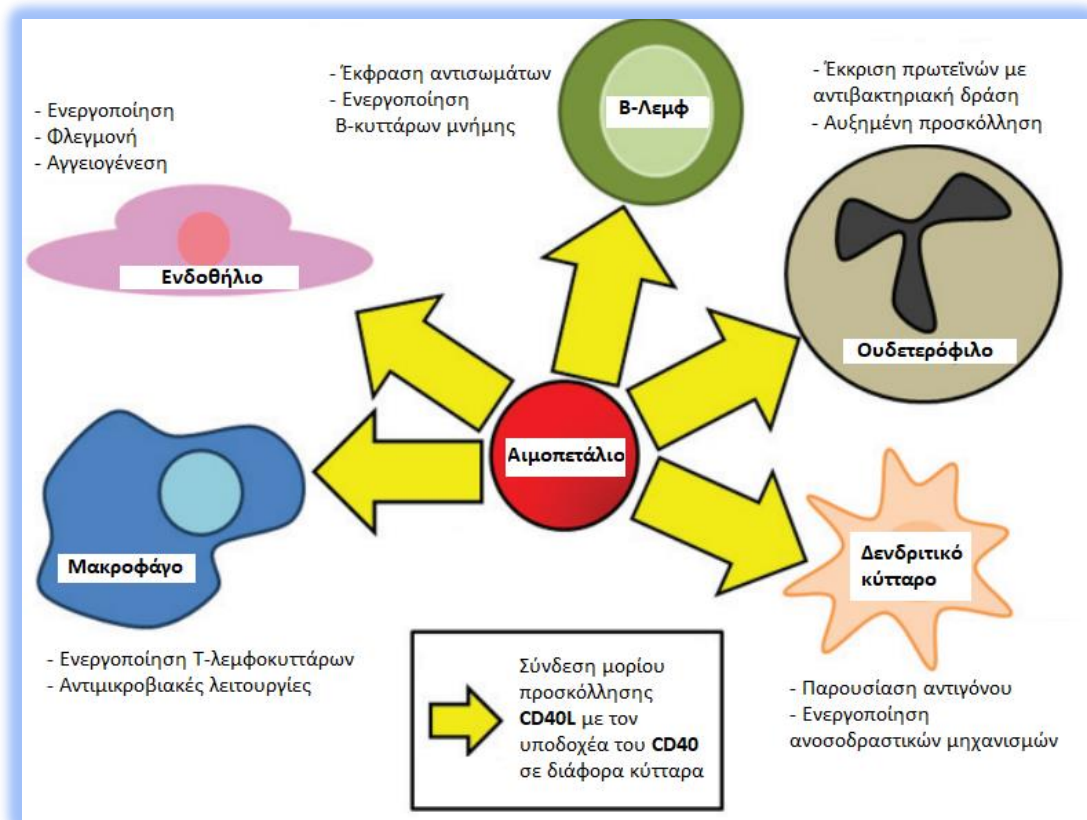 - Ενεργοποίηση
- Φλεγμονή
- Αγγειογένεση
Ενδοθήλιο
- Έκφραση αντισωμάτων
- Ενεργοποίηση
Β-κυττάρων μνήμης
Β-Λεμφ
- Έκκριση πρωτεϊνών με
αντιβακτηριακή δράση
- Αυξημένη προσκόλληση
Ουδετερόφιλο
Αιμοπετάλιο
Μακροφάγο
- Ενεργοποίηση Τ-λεμφοκυττάρων
- Αντιμικροβιακές λειτουργίες
Δενδριτικό
κύτταρο
- Παρουσίαση αντιγόνου
- Ενεργοποίηση
ανοσοδραστικών μηχανισμών
Σύνδεση μορίου
προσκόλλησης
CD40L με τον
υποδοχέα του CD40
σε διάφορα κύτταρα